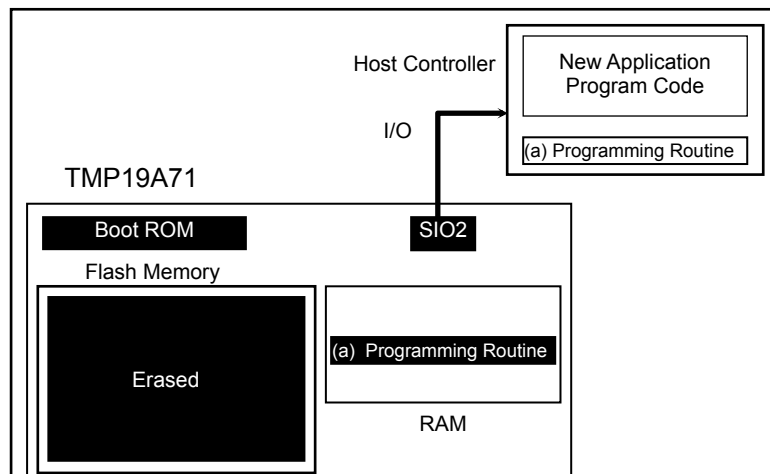 Host Controller
New Application
Program Code
I/O
(a) Programming Routine
TMP19A71
Boot ROM
SIO2
Flash Memory
(a) Programming Routine
Erased
RAM